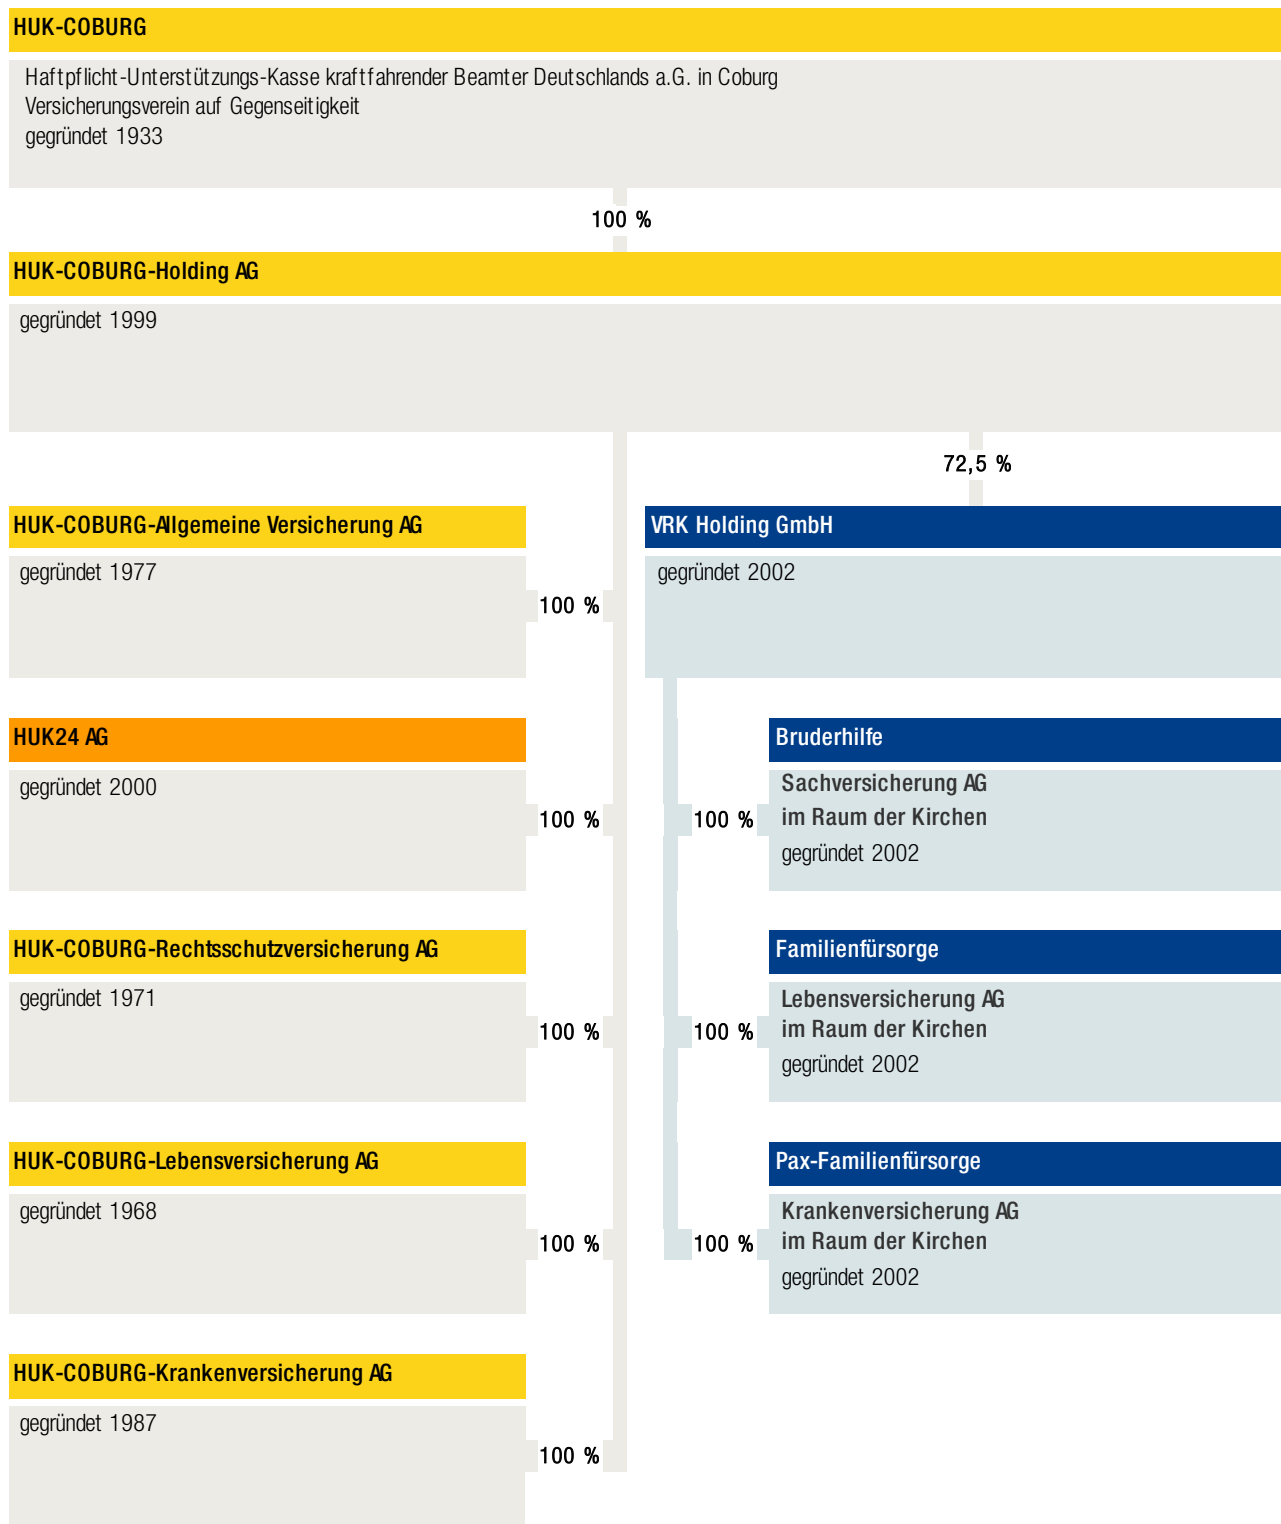 HUK-COBURG
Haftpflicht-Unterstützungs-Kasse kraftfahrender Beamter Deutschlands a.G. in Coburg
Versicherungsverein auf Gegenseitigkeit
gegründet 1933
100 %
HUK-COBURG-Holding AG
gegründet 1999
72,5 %
HUK-COBURG-Allgemeine Versicherung AG
gegründet 1977
100 %
VRK Holding GmbH
gegründet 2002
HUK24 AG
gegründet 2000
100 %
100 %
Bruderhilfe
Sachversicherung AG
im Raum der Kirchen
gegründet 2002
HUK-COBURG-Rechtsschutzversicherung AG
gegründet 1971
100 %
100 %
Familienfürsorge
Lebensversicherung AG
im Raum der Kirchen
gegründet 2002
HUK-COBURG-Lebensversicherung AG
gegründet 1968
100 %
100 %
Pax-Familienfürsorge
Krankenversicherung AG
im Raum der Kirchen
gegründet 2002
HUK-COBURG-Krankenversicherung AG
gegründet 1987
100 %